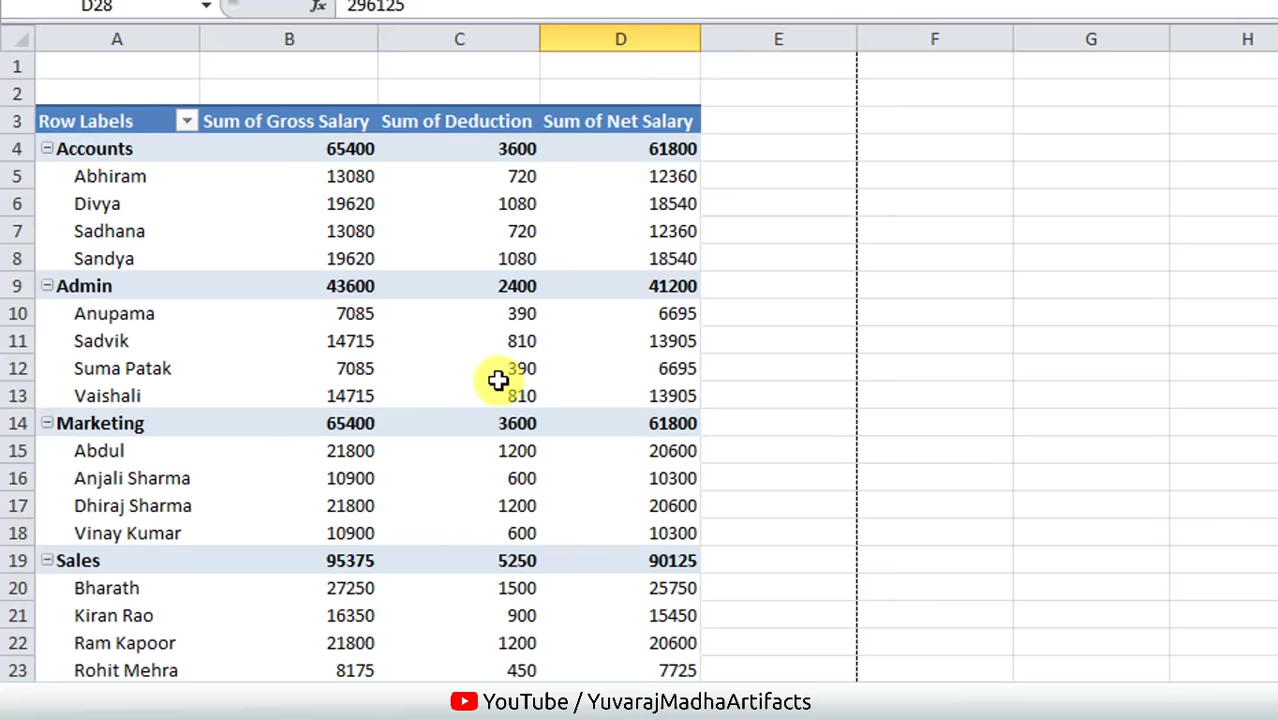 D28 fx 296125
A B C D E F G H
1
2
3 Row Labels Sum of Gross Salary Sum of Deduction Sum of Net Salary
4 Accounts 65400 3600 61800
5 Abhiram 13080 720 12360
6 Divya 19620 1080 18540
7 Sadhana 13080 720 12360
8 Sandya 19620 1080 18540
9 Admin 43600 2400 41200
10 Anupama 7085 390 6695
11 Sadvik 14715 810 13905
12 Suma Patak 7085 390 6695
13 Vaishali 14715 810 13905
14 Marketing 65400 3600 61800
15 Abdul 21800 1200 20600
16 Anjali Sharma 10900 600 10300
17 Dhiraj Sharma 21800 1200 20600
18 Vinay Kumar 10900 600 10300
19 Sales 95375 5250 90125
20 Bharath 27250 1500 25750
21 Kiran Rao 16350 900 15450
22 Ram Kapoor 21800 1200 20600
23 Rohit Mehra 8175 450 7725
YouTube / YuvarajMadhaArtifacts